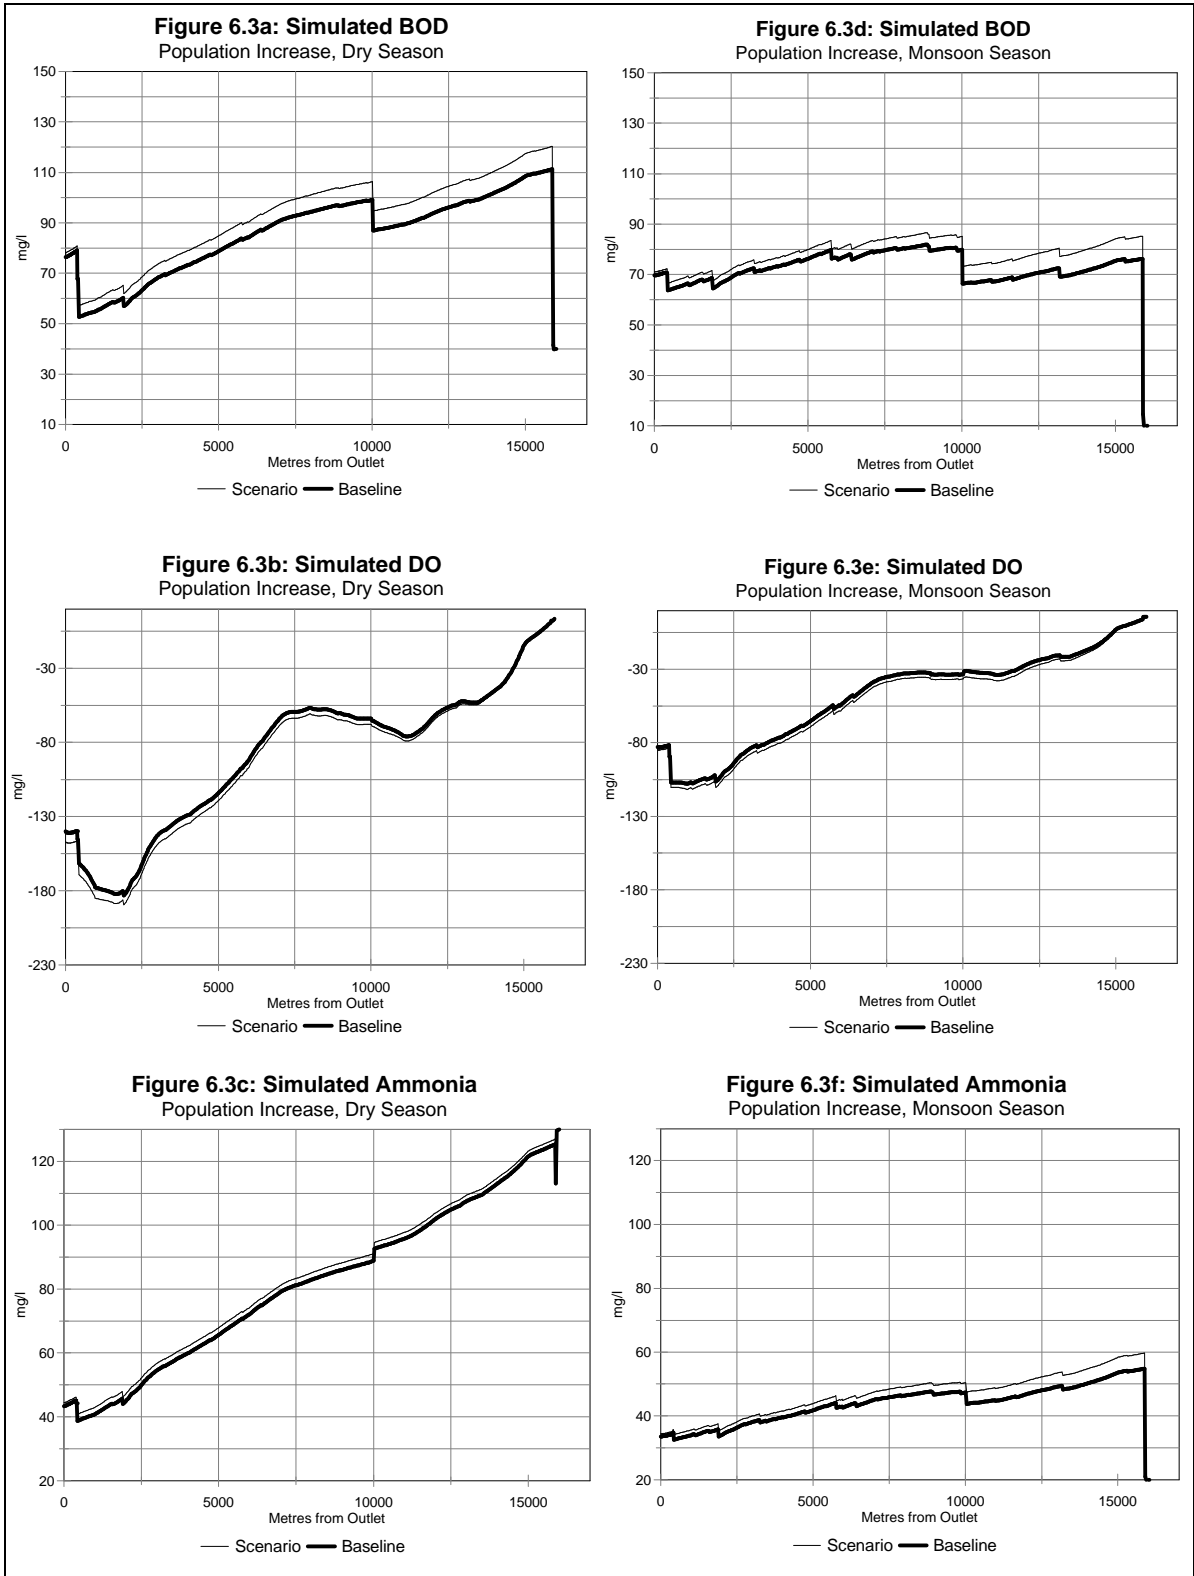 Figure 6.3a: Simulated BOD
Population Increase, Dry Season
150
130
110
90
70
50
30
10
mg/l
0 5000 10000 15000
Metres from Outlet
Scenario Baseline
Figure 6.3d: Simulated BOD
Population Increase, Monsoon Season
150
130
110
90
70
50
30
10
mg/l
0 5000 10000 15000
Metres from Outlet
Scenario Baseline
Figure 6.3b: Simulated DO
Population Increase, Dry Season
-30
-80
-130
-180
-230
mg/l
0 5000 10000 15000
Metres from Outlet
Scenario Baseline
Figure 6.3e: Simulated DO
Population Increase, Monsoon Season
-30
-80
-130
-180
-230
mg/l
0 5000 10000 15000
Metres from Outlet
Scenario Baseline
Figure 6.3c: Simulated Ammonia
Population Increase, Dry Season
120
100
80
60
40
20
mg/l
0 5000 10000 15000
Metres from Outlet
Scenario Baseline
Figure 6.3f: Simulated Ammonia
Population Increase, Monsoon Season
120
100
80
60
40
20
mg/l
0 5000 10000 15000
Metres from Outlet
Scenario Baseline